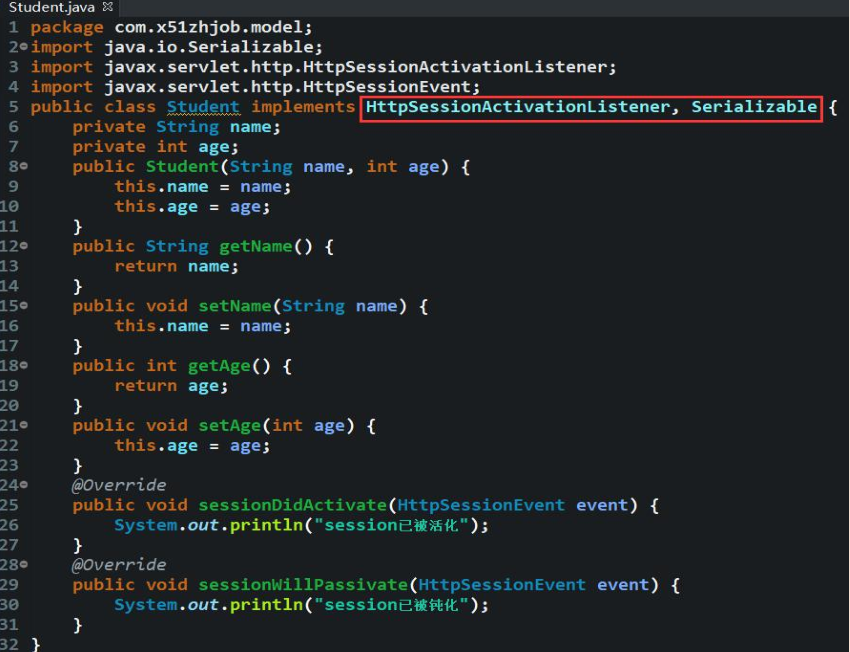 Student.java
1 package com.x51zhjob.model;
2 import java.io.Serializable;
3 import javax.servlet.http.HttpSessionActivationListener;
4 import javax.servlet.http.HttpSessionEvent;
5 public class Student implements HttpSessionActivationListener, Serializable {
6     private String name;
7     private int age;
8     public Student(String name, int age) {
9         this.name = name;
10         this.age = age;
11     }
12     public String getName() {
13         return name;
14     }
15     public void setName(String name) {
16         this.name = name;
17     }
18     public int getAge() {
19         return age;
20     }
21     public void setAge(int age) {
22         this.age = age;
23     }
24     @Override
25     public void sessionDidActivate(HttpSessionEvent event) {
26         System.out.println("session已被活化");
27     }
28     @Override
29     public void sessionWillPassivate(HttpSessionEvent event) {
30         System.out.println("session已被钝化");
31     }
32 }